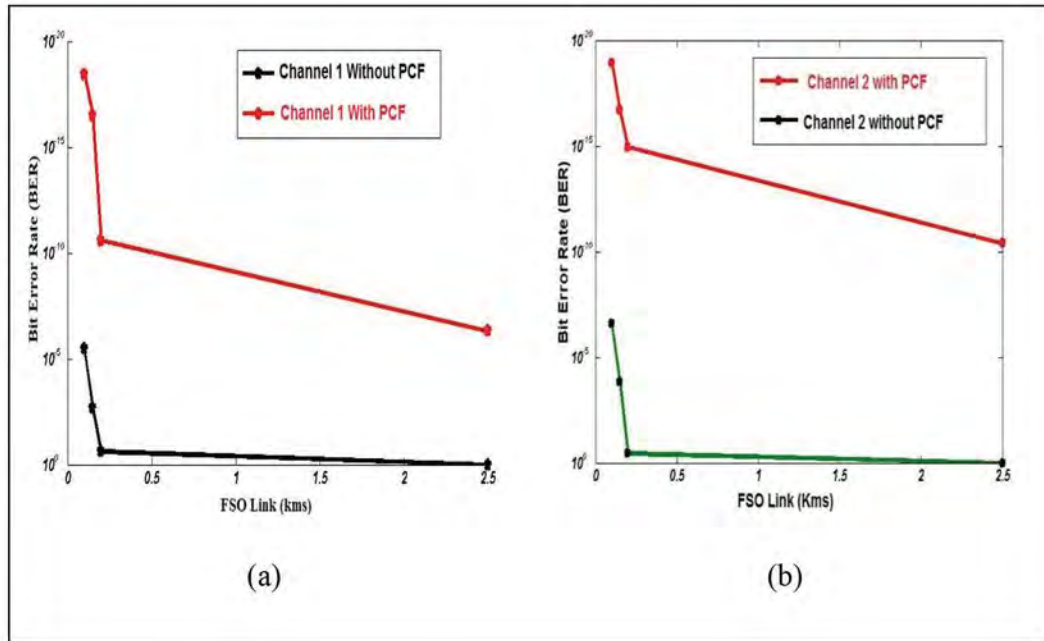 10^-20
10^-15
10^-10
10^-5
10^0
Bit Error Rate (BER)
0
0.5
1
1.5
2
2.5
FSO Link (kms)
Channel 1 Without PCF
Channel 1 With PCF
(a)
10^-20
10^-15
10^-10
10^-5
10^0
Bit Error Rate (BER)
0
0.5
1
1.5
2
2.5
FSO Link (Kms)
Channel 2 with PCF
Channel 2 without PCF
(b)